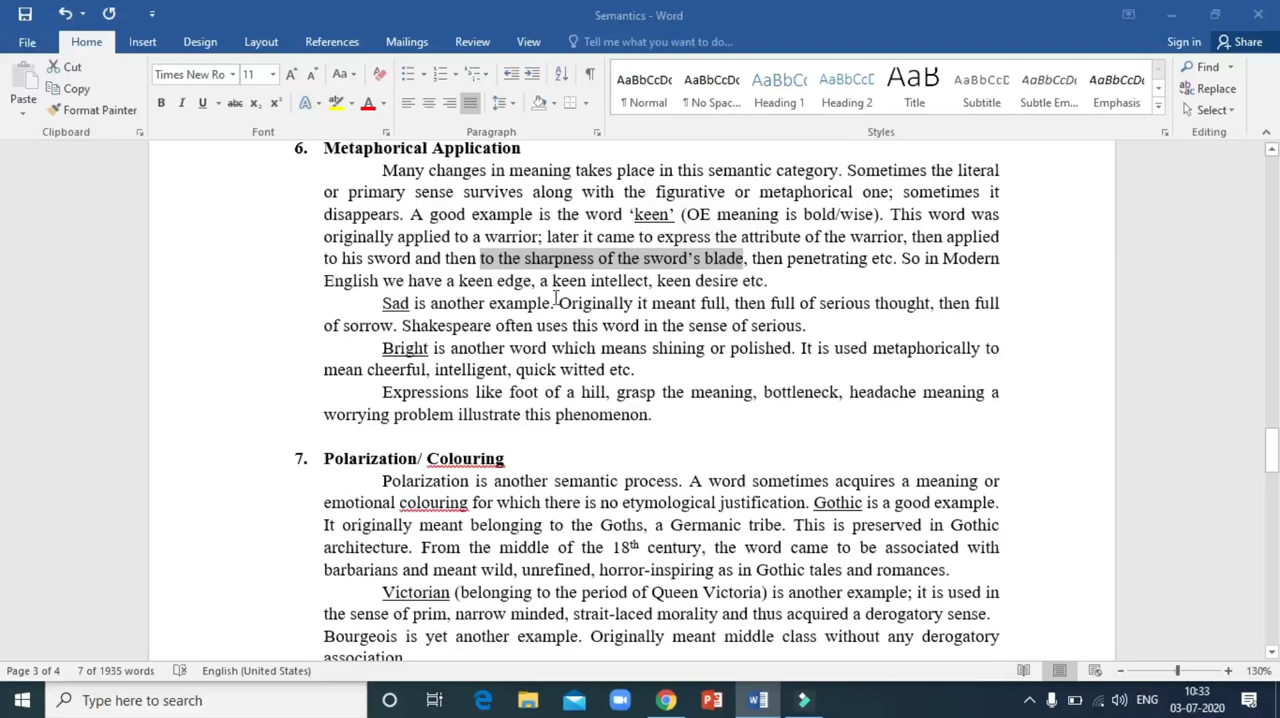 Semantics - Word
File Home Insert Design Layout References Mailings Review View Tell me what you want to do... Sign in Share
Cut
Copy
Format Painter
Paste
Clipboard
Times New Ro 11
Font
Paragraph
AaBbCcDc AaBbCcDc AaBbCc AaBbCcD AaB AaBbCcD AaBbCcDc AaBbCcDc
¶ Normal ¶ No Spac... Heading 1 Heading 2 Title Subtitle Subtle Em... Emphasis
Styles
Find
Replace
Select
Editing
6. Metaphorical Application
Many changes in meaning takes place in this semantic category. Sometimes the literal
or primary sense survives along with the figurative or metaphorical one; sometimes it
disappears. A good example is the word ‘keen’ (OE meaning is bold/wise). This word was
originally applied to a warrior; later it came to express the attribute of the warrior, then applied
to his sword and then to the sharpness of the sword’s blade, then penetrating etc. So in Modern
English we have a keen edge, a keen intellect, keen desire etc.
Sad is another example. Originally it meant full, then full of serious thought, then full
of sorrow. Shakespeare often uses this word in the sense of serious.
Bright is another word which means shining or polished. It is used metaphorically to
mean cheerful, intelligent, quick witted etc.
Expressions like foot of a hill, grasp the meaning, bottleneck, headache meaning a
worrying problem illustrate this phenomenon.
7. Polarization/ Colouring
Polarization is another semantic process. A word sometimes acquires a meaning or
emotional colouring for which there is no etymological justification. Gothic is a good example.
It originally meant belonging to the Goths, a Germanic tribe. This is preserved in Gothic
architecture. From the middle of the 18th century, the word came to be associated with
barbarians and meant wild, unrefined, horror-inspiring as in Gothic tales and romances.
Victorian (belonging to the period of Queen Victoria) is another example; it is used in
the sense of prim, narrow minded, strait-laced morality and thus acquired a derogatory sense.
Bourgeois is yet another example. Originally meant middle class without any derogatory
association.
Page 3 of 4 7 of 1935 words English (United States) 130%
Type here to search
ENG
10:33
03-07-2020